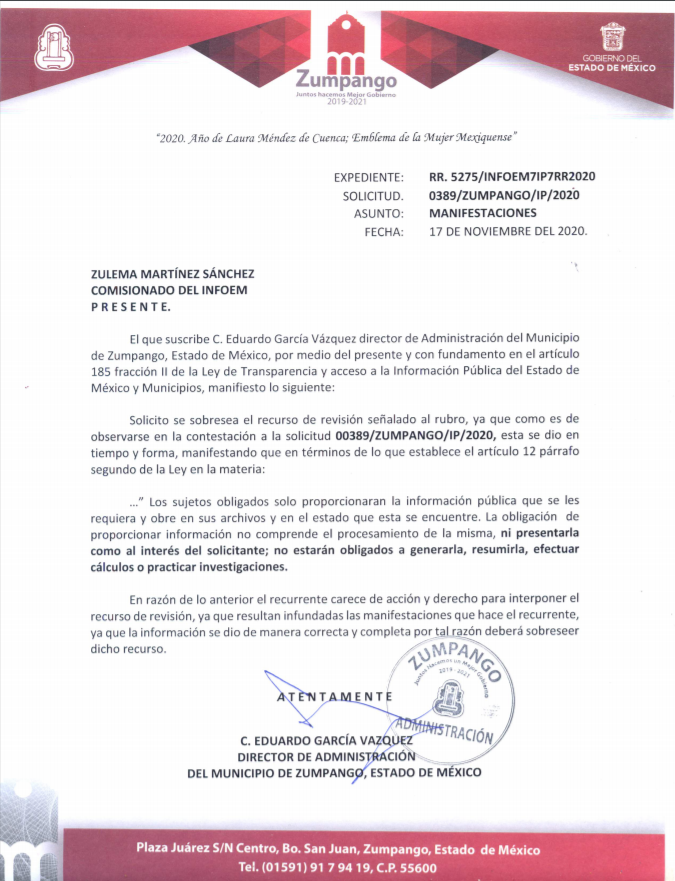 Zumpango
Juntos hacemos Mejor Gobierno
2019-2021
GOBIERNO DEL
ESTADO DE MÉXICO
"2020. Año de Laura Méndez de Cuenca; Emblema de la Mujer Mexiquense"
EXPEDIENTE: RR. 5275/INFOEM7IP7RR2020
SOLICITUD. 0389/ZUMPANGO/IP/2020
ASUNTO: MANIFESTACIONES
FECHA: 17 DE NOVIEMBRE DEL 2020.
ZULEMA MARTÍNEZ SÁNCHEZ
COMISIONADO DEL INFOEM
P R E S E N T E.
El que suscribe C. Eduardo García Vázquez director de Administración del Municipio
de Zumpango, Estado de México, por medio del presente y con fundamento en el artículo
185 fracción II de la Ley de Transparencia y acceso a la Información Pública del Estado de
México y Municipios, manifiesto lo siguiente:
Solicito se sobresea el recurso de revisión señalado al rubro, ya que como es de
observarse en la contestación a la solicitud 00389/ZUMPANGO/IP/2020, esta se dio en
tiempo y forma, manifestando que en términos de lo que establece el artículo 12 párrafo
segundo de la Ley en la materia:
..." Los sujetos obligados solo proporcionaran la información pública que se les
requiera y obre en sus archivos y en el estado que esta se encuentre. La obligación de
proporcionar información no comprende el procesamiento de la misma, ni presentarla
como al interés del solicitante; no estarán obligados a generarla, resumirla, efectuar
cálculos o practicar investigaciones.
En razón de lo anterior el recurrente carece de acción y derecho para interponer el
recurso de revisión, ya que resultan infundadas las manifestaciones que hace el recurrente,
ya que la información se dio de manera correcta y completa por tal razón deberá sobreseer
dicho recurso.
ZUMPANGO
Juntos Hacemos un Mejor Gobierno
2019 - 2021
ADMINISTRACIÓN
A T E N T A M E N T E
C. EDUARDO GARCÍA VAZQUEZ
DIRECTOR DE ADMINISTRACIÓN
DEL MUNICIPIO DE ZUMPANGO, ESTADO DE MÉXICO
Plaza Juárez S/N Centro, Bo. San Juan, Zumpango, Estado de México
Tel. (01591) 91 7 94 19, C.P. 55600